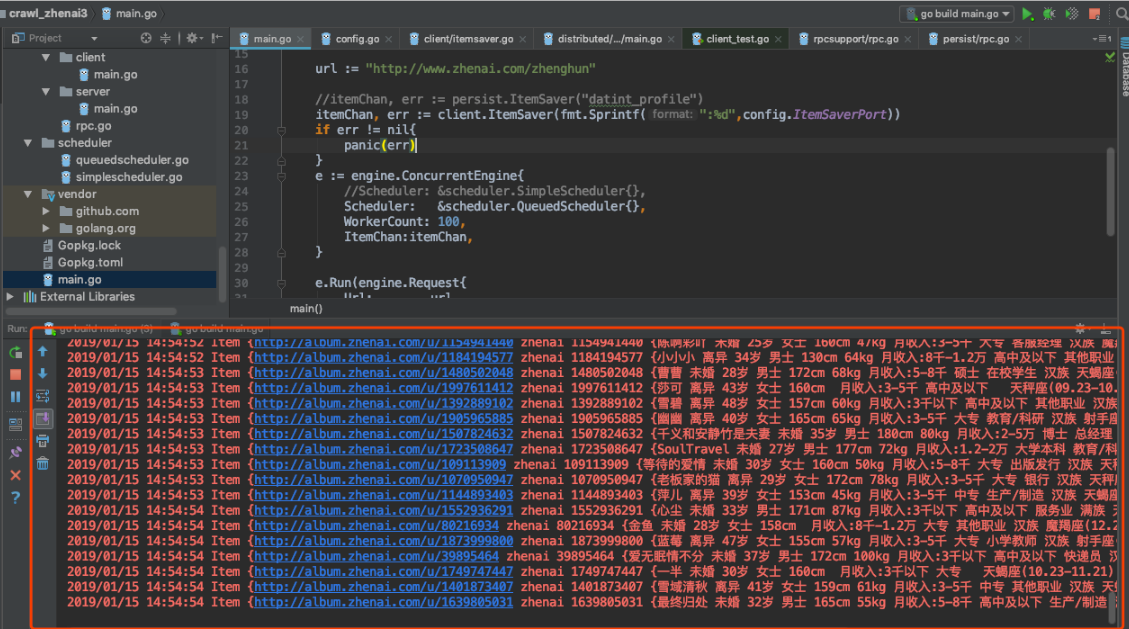 crawl_zhenai3 main.go
go build main.go
Project
main.go
config.go
client/itemsaver.go
distributed/.../main.go
client_test.go
rpcsupport/rpc.go
persist/rpc.go
Database
client
main.go
server
main.go
rpc.go
scheduler
queuedscheduler.go
simplescheduler.go
vendor
github.com
golang.org
Gopkg.lock
Gopkg.toml
main.go
External Libraries
15
16 url := "http://www.zhenai.com/zhenghun"
17
18 //itemChan, err := persist.ItemSaver("datint_profile")
19 itemChan, err := client.ItemSaver(fmt.Sprintf( format: ":%d",config.ItemSaverPort))
20 if err != nil{
21 panic(err)
22 }
23 e := engine.ConcurrentEngine{
24 //Scheduler: &scheduler.SimpleScheduler{},
25 Scheduler: &scheduler.QueuedScheduler{},
26 WorkerCount: 100,
27 ItemChan:itemChan,
28 }
29
30 e.Run(engine.Request{
31 Url: url,
main()
Run: go build main.go (3) go build main.go
2019/01/15 14:54:52 Item {http://album.zhenai.com/u/1154941440 zhenai 1154941440 {陈啊彩叶 未婚 25岁 女士 160cm 47kg 月收入:3-5千 大专 客服经理 汉族
2019/01/15 14:54:53 Item {http://album.zhenai.com/u/1184194577 zhenai 1184194577 {小小小 离异 34岁 男士 130cm 64kg 月收入:8千-1.2万 高中及以下 其他职业
2019/01/15 14:54:53 Item {http://album.zhenai.com/u/1480502048 zhenai 1480502048 {曹曹 未婚 28岁 男士 172cm 68kg 月收入:5-8千 硕士 在校学生 汉族 天蝎座(
2019/01/15 14:54:53 Item {http://album.zhenai.com/u/1997611412 zhenai 1997611412 {莎可 离异 43岁 女士 160cm 月收入:3-5千 高中及以下 天秤座(09.23-10.
2019/01/15 14:54:53 Item {http://album.zhenai.com/u/1392889102 zhenai 1392889102 {雪碧 离异 48岁 女士 157cm 60kg 月收入:3千以下 高中及以下 其他职业 汉族
2019/01/15 14:54:53 Item {http://album.zhenai.com/u/1905965885 zhenai 1905965885 {幽幽 离异 40岁 女士 165cm 65kg 月收入:3-5千 大专 教育/科研 汉族 射手座
2019/01/15 14:54:53 Item {http://album.zhenai.com/u/1507824632 zhenai 1507824632 {千义和安静竹是夫妻 未婚 35岁 男士 180cm 80kg 月收入:2-5万 博士 总经理
2019/01/15 14:54:53 Item {http://album.zhenai.com/u/1723508647 zhenai 1723508647 {SoulTravel 未婚 27岁 男士 177cm 72kg 月收入:1.2-2万 大学本科 教育/科
2019/01/15 14:54:53 Item {http://album.zhenai.com/u/109113909 zhenai 109113909 {等待的爱情 未婚 30岁 女士 160cm 50kg 月收入:5-8千 大专 出版发行 汉族 天秤
2019/01/15 14:54:53 Item {http://album.zhenai.com/u/1070950947 zhenai 1070950947 {老板家的猫 离异 29岁 女士 172cm 78kg 月收入:3-5千 大专 银行 汉族 天秤座
2019/01/15 14:54:53 Item {http://album.zhenai.com/u/1144893403 zhenai 1144893403 {萍儿 离异 39岁 女士 153cm 45kg 月收入:3-5千 中专 生产/制造 汉族 天蝎座
2019/01/15 14:54:54 Item {http://album.zhenai.com/u/1552936291 zhenai 1552936291 {心尘 未婚 33岁 男士 171cm 87kg 月收入:3千以下 高中及以下 服务业 满族
2019/01/15 14:54:54 Item {http://album.zhenai.com/u/80216934 zhenai 80216934 {金鱼 未婚 28岁 女士 158cm 月收入:8千-1.2万 大专 其他职业 汉族 魔羯座(12.2
2019/01/15 14:54:54 Item {http://album.zhenai.com/u/1873999800 zhenai 1873999800 {蓝莓 离异 47岁 女士 155cm 57kg 月收入:3-5千 大专 小学教师 汉族 射手座(
2019/01/15 14:54:54 Item {http://album.zhenai.com/u/39895464 zhenai 39895464 {爱无眠情不分 未婚 37岁 男士 172cm 100kg 月收入:3千以下 高中及以下 快递员 汉
2019/01/15 14:54:54 Item {http://album.zhenai.com/u/1749747447 zhenai 1749747447 {一半 未婚 30岁 女士 160cm 月收入:3千以下 大专 天蝎座(10.23-11.21)
2019/01/15 14:54:54 Item {http://album.zhenai.com/u/1401873407 zhenai 1401873407 {雪域清秋 离异 41岁 女士 159cm 61kg 月收入:3-5千 中专 其他职业 汉族 天
2019/01/15 14:54:54 Item {http://album.zhenai.com/u/1639805031 zhenai 1639805031 {最终归处 未婚 32岁 男士 165cm 55kg 月收入:5-8千 高中及以下 生产/制造